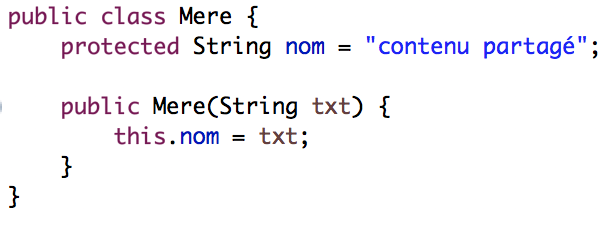 public class Mere {
    protected String nom = "contenu partagé";

    public Mere(String txt) {
        this.nom = txt;
    }
}